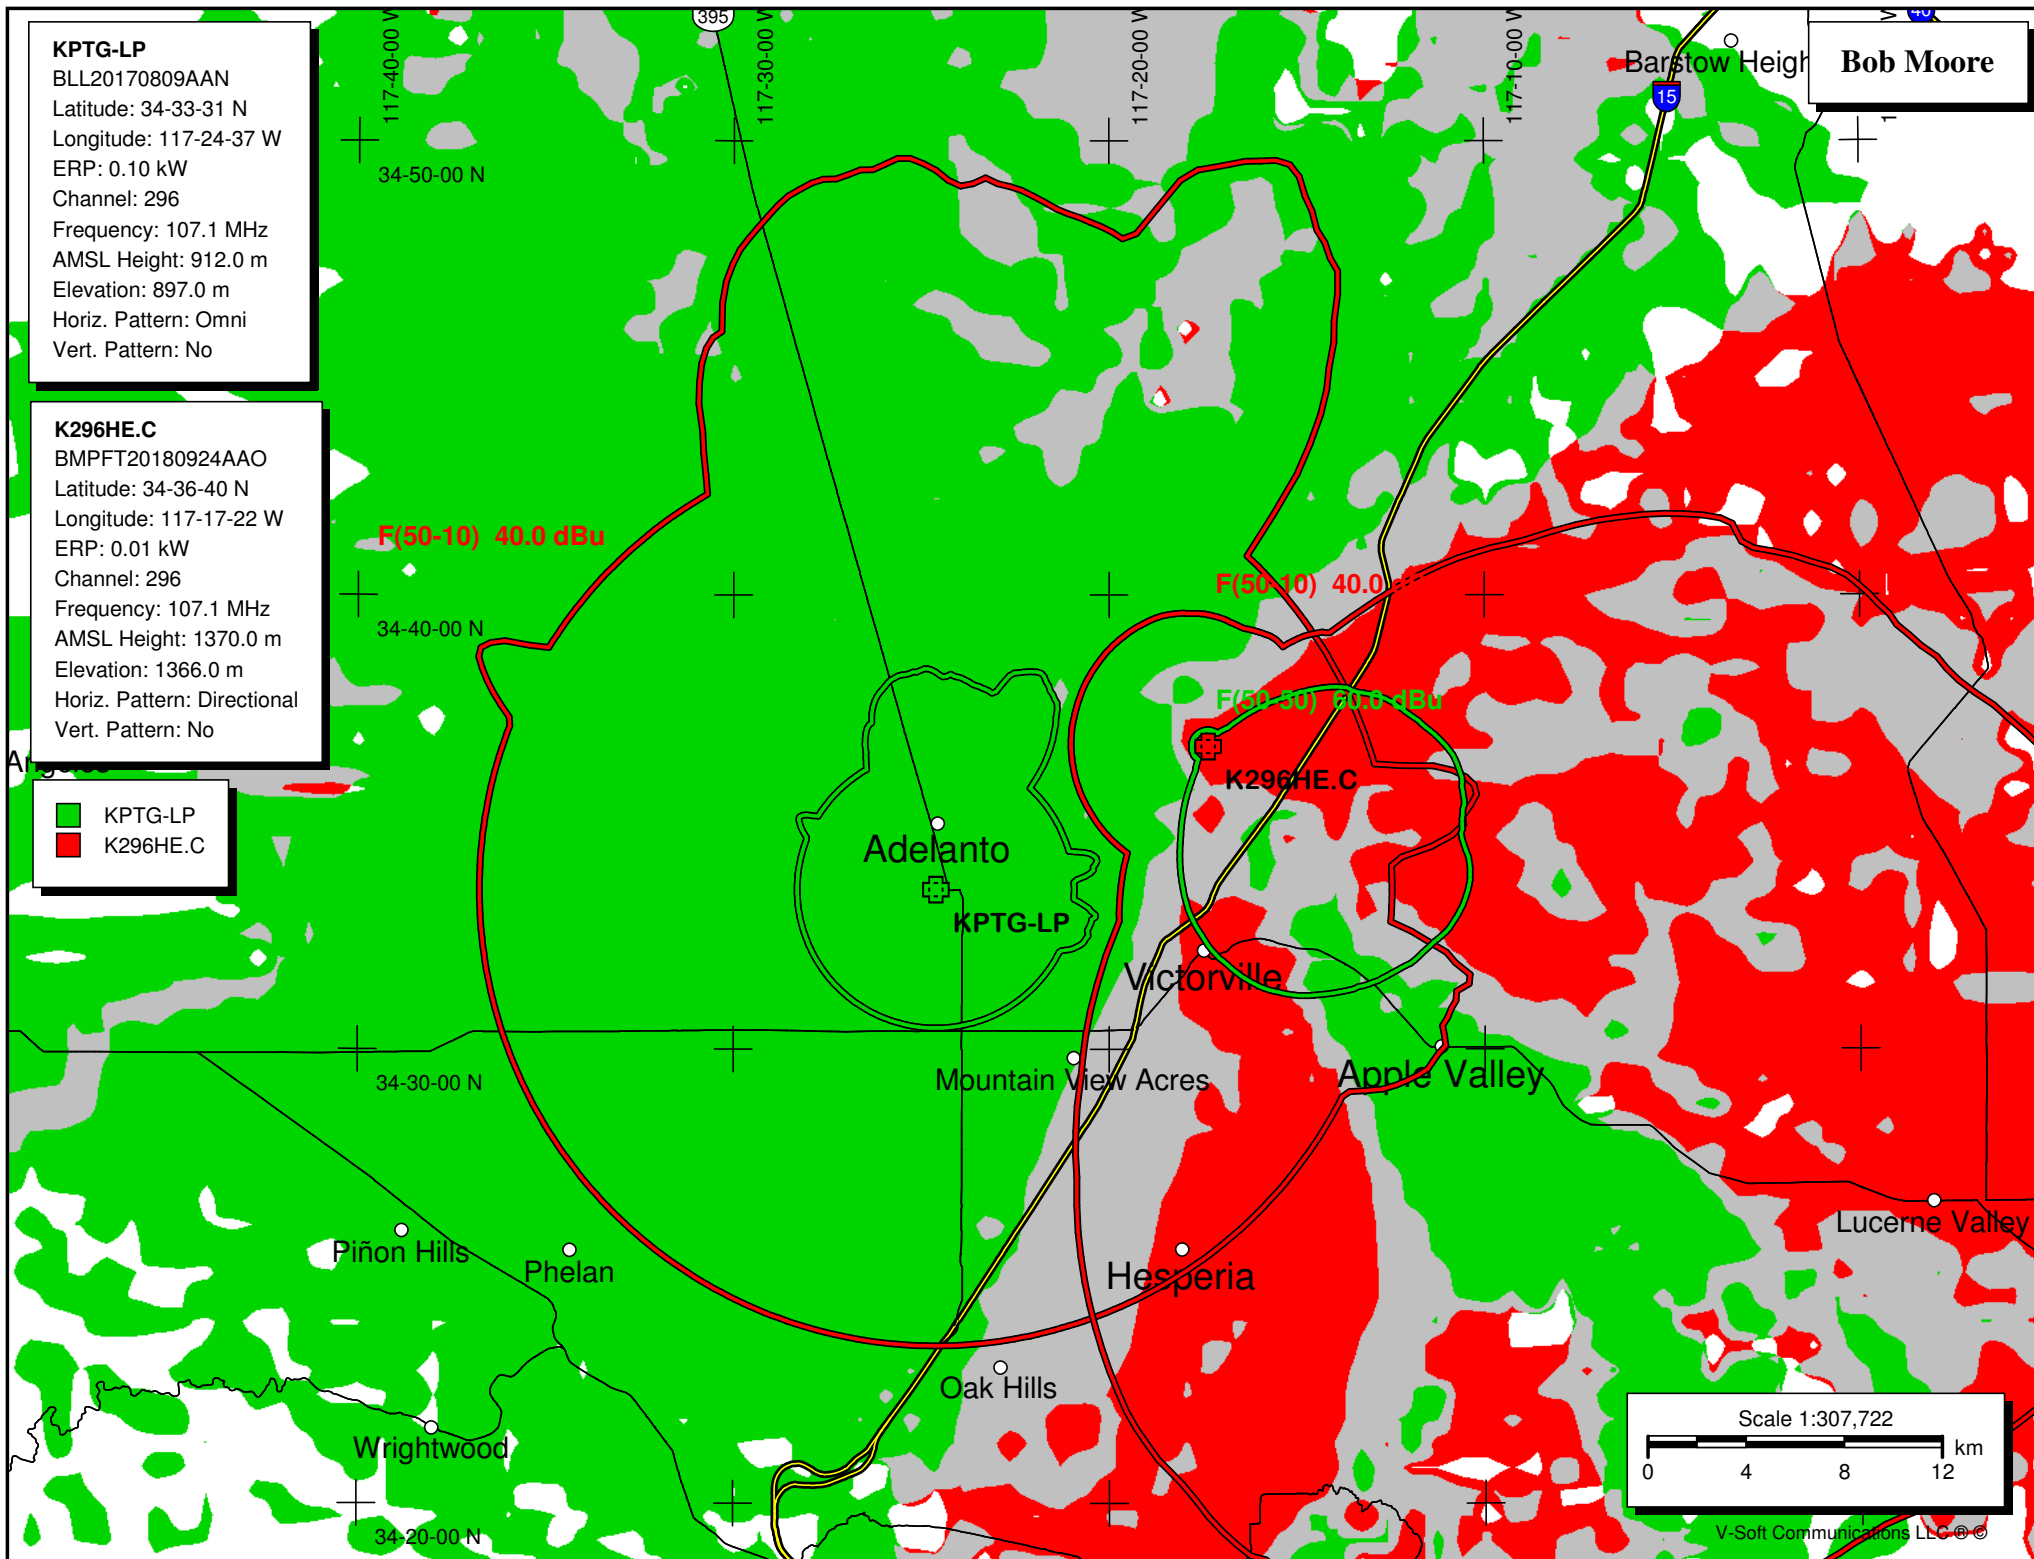 KPTG-LP
BLL20170809AAN
Latitude: 34-33-31 N
Longitude: 117-24-37 W
ERP: 0.10 kW
Channel: 296
Frequency: 107.1 MHz
AMSL Height: 912.0 m
Elevation: 897.0 m
Horiz. Pattern: Omni
Vert. Pattern: No
K296HE.C
BMPFT20180924AAO
Latitude: 34-36-40 N
Longitude: 117-17-22 W
ERP: 0.01 kW
Channel: 296
Frequency: 107.1 MHz
AMSL Height: 1370.0 m
Elevation: 1366.0 m
Horiz. Pattern: Directional
Vert. Pattern: No
KPTG-LP
K296HE.C
Bob Moore
395
40
15
117-40-00 W
117-30-00 W
117-20-00 W
117-10-00 W
W
Barstow Heigh
34-50-00 N
F(50-10) 40.0 dBu
F(50-10) 40.0
34-40-00 N
F(50-50) 60.0 dBu
K296HE.C
Adelanto
KPTG-LP
Victorville
34-30-00 N
Mountain View Acres
Apple Valley
Lucerne Valley
Piñon Hills
Phelan
Hesperia
Oak Hills
Wrightwood
34-20-00 N
Scale 1:307,722
0 4 8 12 km
V-Soft Communications LLC ® ©